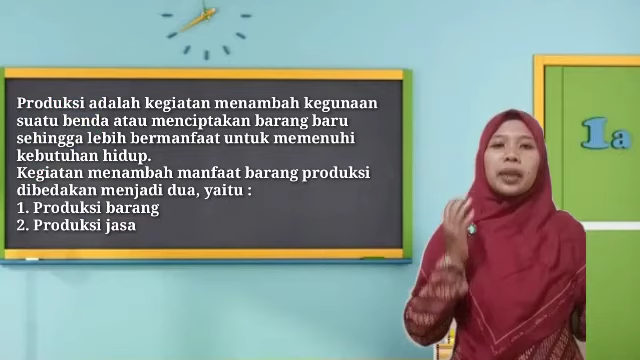 Produksi adalah kegiatan menambah kegunaan
suatu benda atau menciptakan barang baru
sehingga lebih bermanfaat untuk memenuhi
kebutuhan hidup.
Kegiatan menambah manfaat barang produksi
dibedakan menjadi dua, yaitu :
1. Produksi barang
2. Produksi jasa
1a